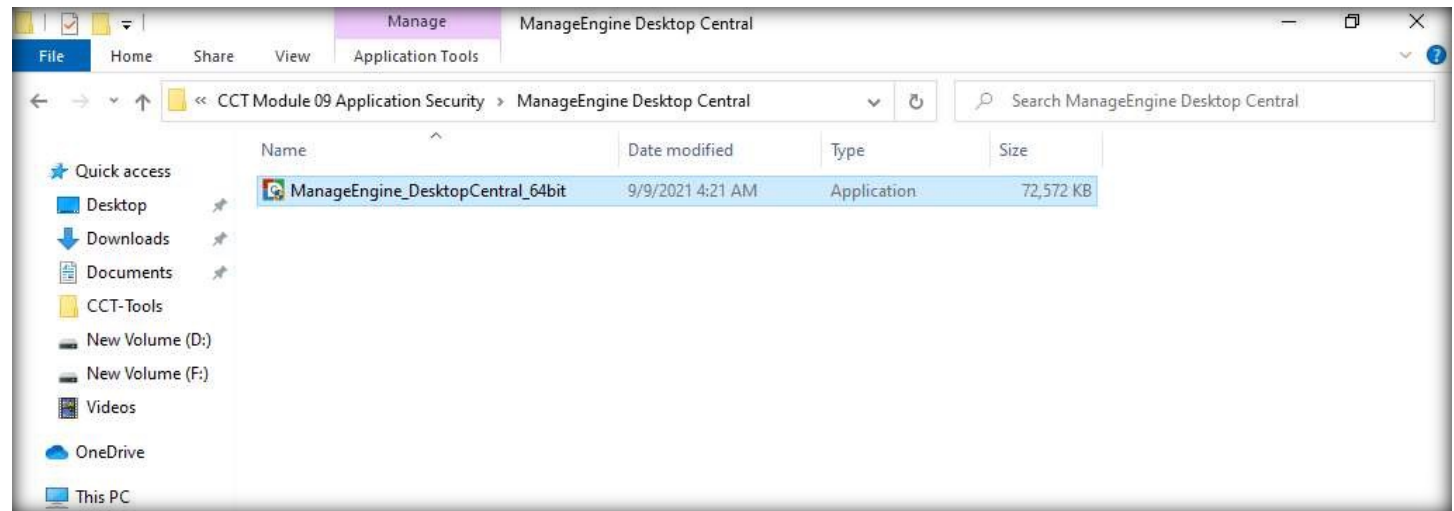 Manage
ManageEngine Desktop Central
File Home Share View Application Tools
« CCT Module 09 Application Security › ManageEngine Desktop Central
Search ManageEngine Desktop Central
Name Date modified Type Size
Quick access
ManageEngine_DesktopCentral_64bit 9/9/2021 4:21 AM Application 72,572 KB
Desktop
Downloads
Documents
CCT-Tools
New Volume (D:)
New Volume (F:)
Videos
OneDrive
This PC